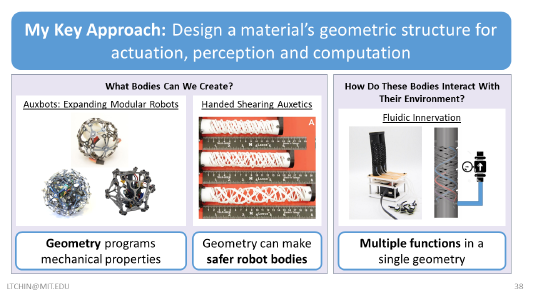 My Key Approach: Design a material's geometric structure for
actuation, perception and computation
What Bodies Can We Create?
Auxbots: Expanding Modular Robots
Handed Shearing Auxetics
A
Geometry programs
mechanical properties
Geometry can make
safer robot bodies
How Do These Bodies Interact With
Their Environment?
Fluidic Innervation
Multiple functions in a
single geometry
LTCHIN@MIT.EDU
38